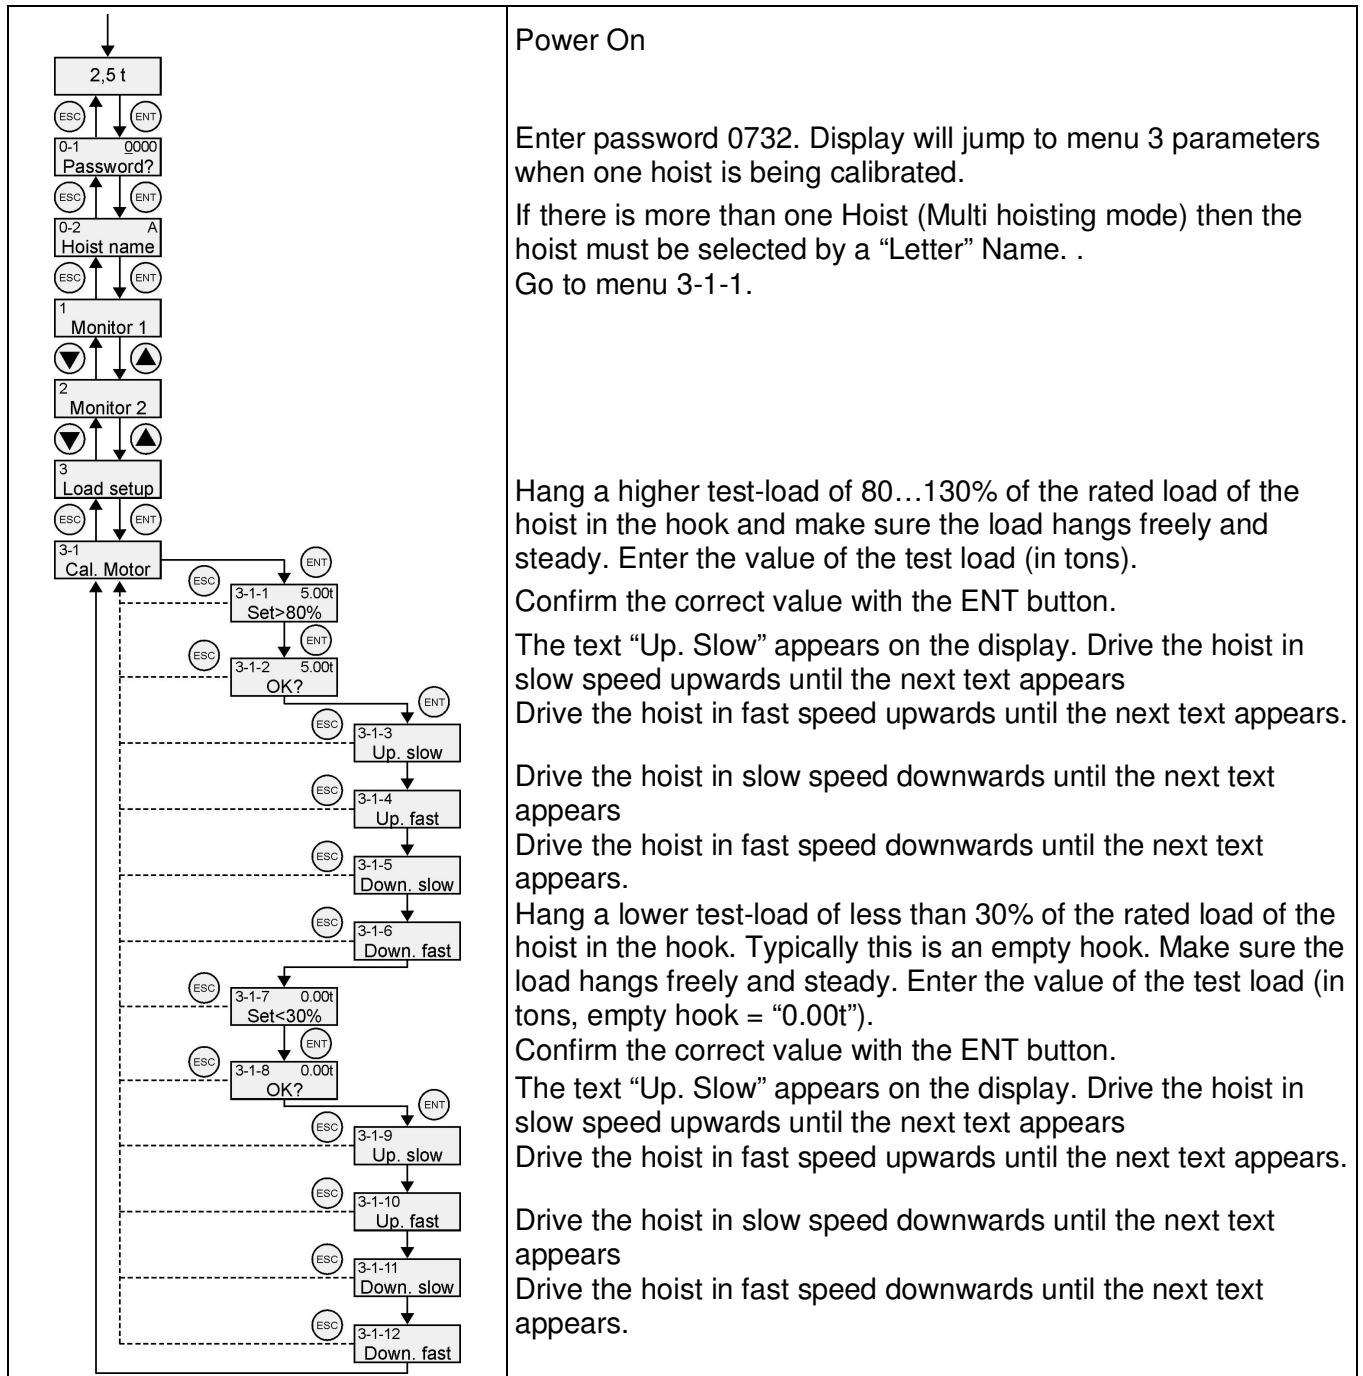 Power On
2,5 t
ESC ENT
0-1 0000
Password?
Enter password 0732. Display will jump to menu 3 parameters
when one hoist is being calibrated.
ESC ENT
0-2 A
Hoist name
If there is more than one Hoist (Multi hoisting mode) then the
hoist must be selected by a “Letter” Name. .
Go to menu 3-1-1.
ESC ENT
1
Monitor 1
2
Monitor 2
3
Load setup
ESC ENT
3-1
Cal. Motor
Hang a higher test-load of 80…130% of the rated load of the
hoist in the hook and make sure the load hangs freely and
steady. Enter the value of the test load (in tons).
ESC ENT
3-1-1 5.00t
Set>80%
Confirm the correct value with the ENT button.
ESC ENT
3-1-2 5.00t
OK?
The text “Up. Slow” appears on the display. Drive the hoist in
slow speed upwards until the next text appears
Drive the hoist in fast speed upwards until the next text appears.
ESC ENT
3-1-3
Up. slow
ESC
3-1-4
Up. fast
Drive the hoist in slow speed downwards until the next text
appears
Drive the hoist in fast speed downwards until the next text
appears.
ESC
3-1-5
Down. slow
ESC
3-1-6
Down. fast
Hang a lower test-load of less than 30% of the rated load of the
hoist in the hook. Typically this is an empty hook. Make sure the
load hangs freely and steady. Enter the value of the test load (in
tons, empty hook = “0.00t”).
ESC
3-1-7 0.00t
Set<30%
Confirm the correct value with the ENT button.
ESC ENT
3-1-8 0.00t
OK?
The text “Up. Slow” appears on the display. Drive the hoist in
slow speed upwards until the next text appears
Drive the hoist in fast speed upwards until the next text appears.
ESC ENT
3-1-9
Up. slow
ESC
3-1-10
Up. fast
Drive the hoist in slow speed downwards until the next text
appears
Drive the hoist in fast speed downwards until the next text
appears.
ESC
3-1-11
Down. slow
ESC
3-1-12
Down. fast